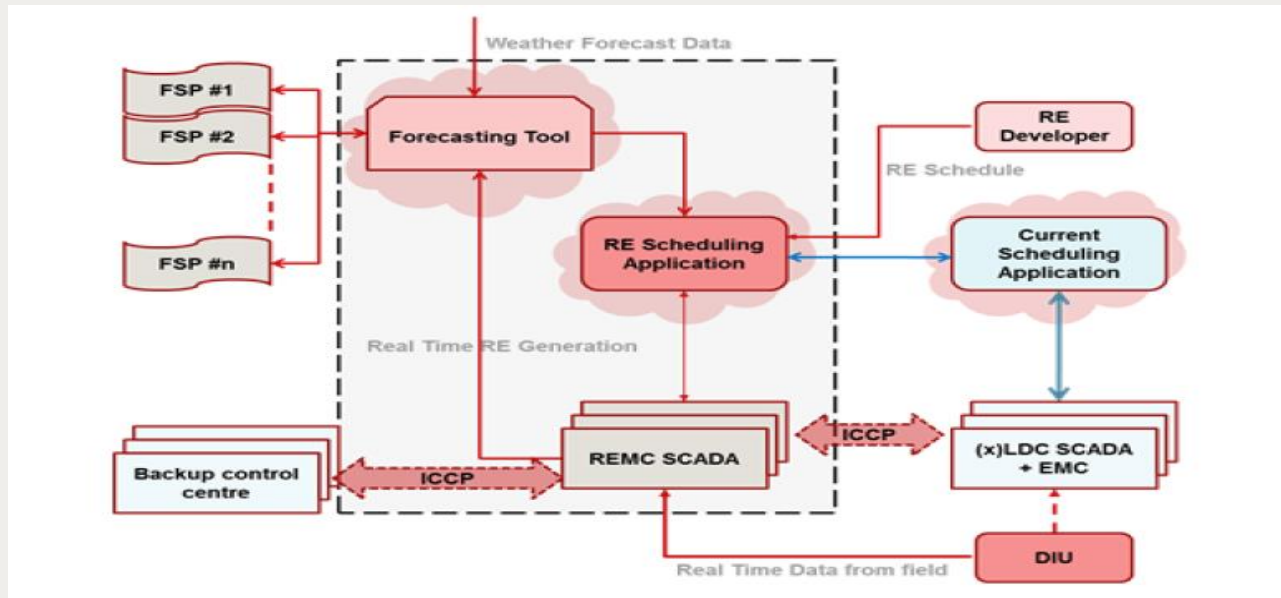 Weather Forecast Data
FSP #1
FSP #2
FSP #n
Forecasting Tool
RE
Developer
RE Schedule
RE Scheduling
Application
Current
Scheduling
Application
Real Time RE Generation
Backup control
centre
ICCP
REMC SCADA
ICCP
(x)LDC SCADA
+ EMC
DIU
Real Time Data from field